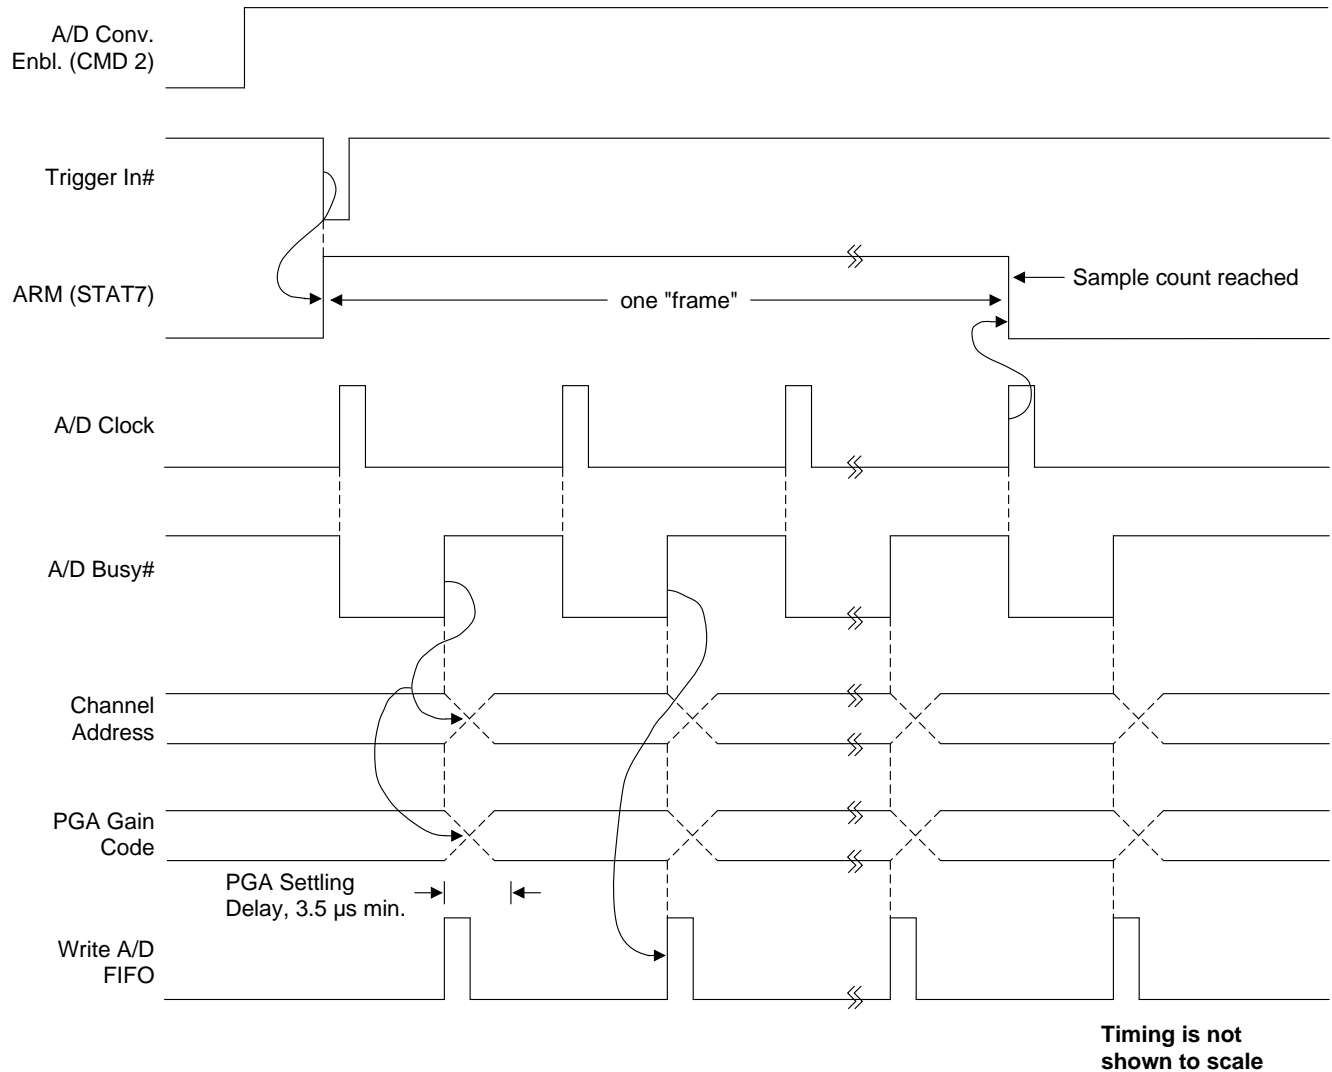 A/D Conv.
Enbl. (CMD 2)
Trigger In#
ARM (STAT7)
one "frame"
Sample count reached
A/D Clock
A/D Busy#
Channel
Address
PGA Gain
Code
PGA Settling
Delay, 3.5 µs min.
Write A/D
FIFO
Timing is not
shown to scale